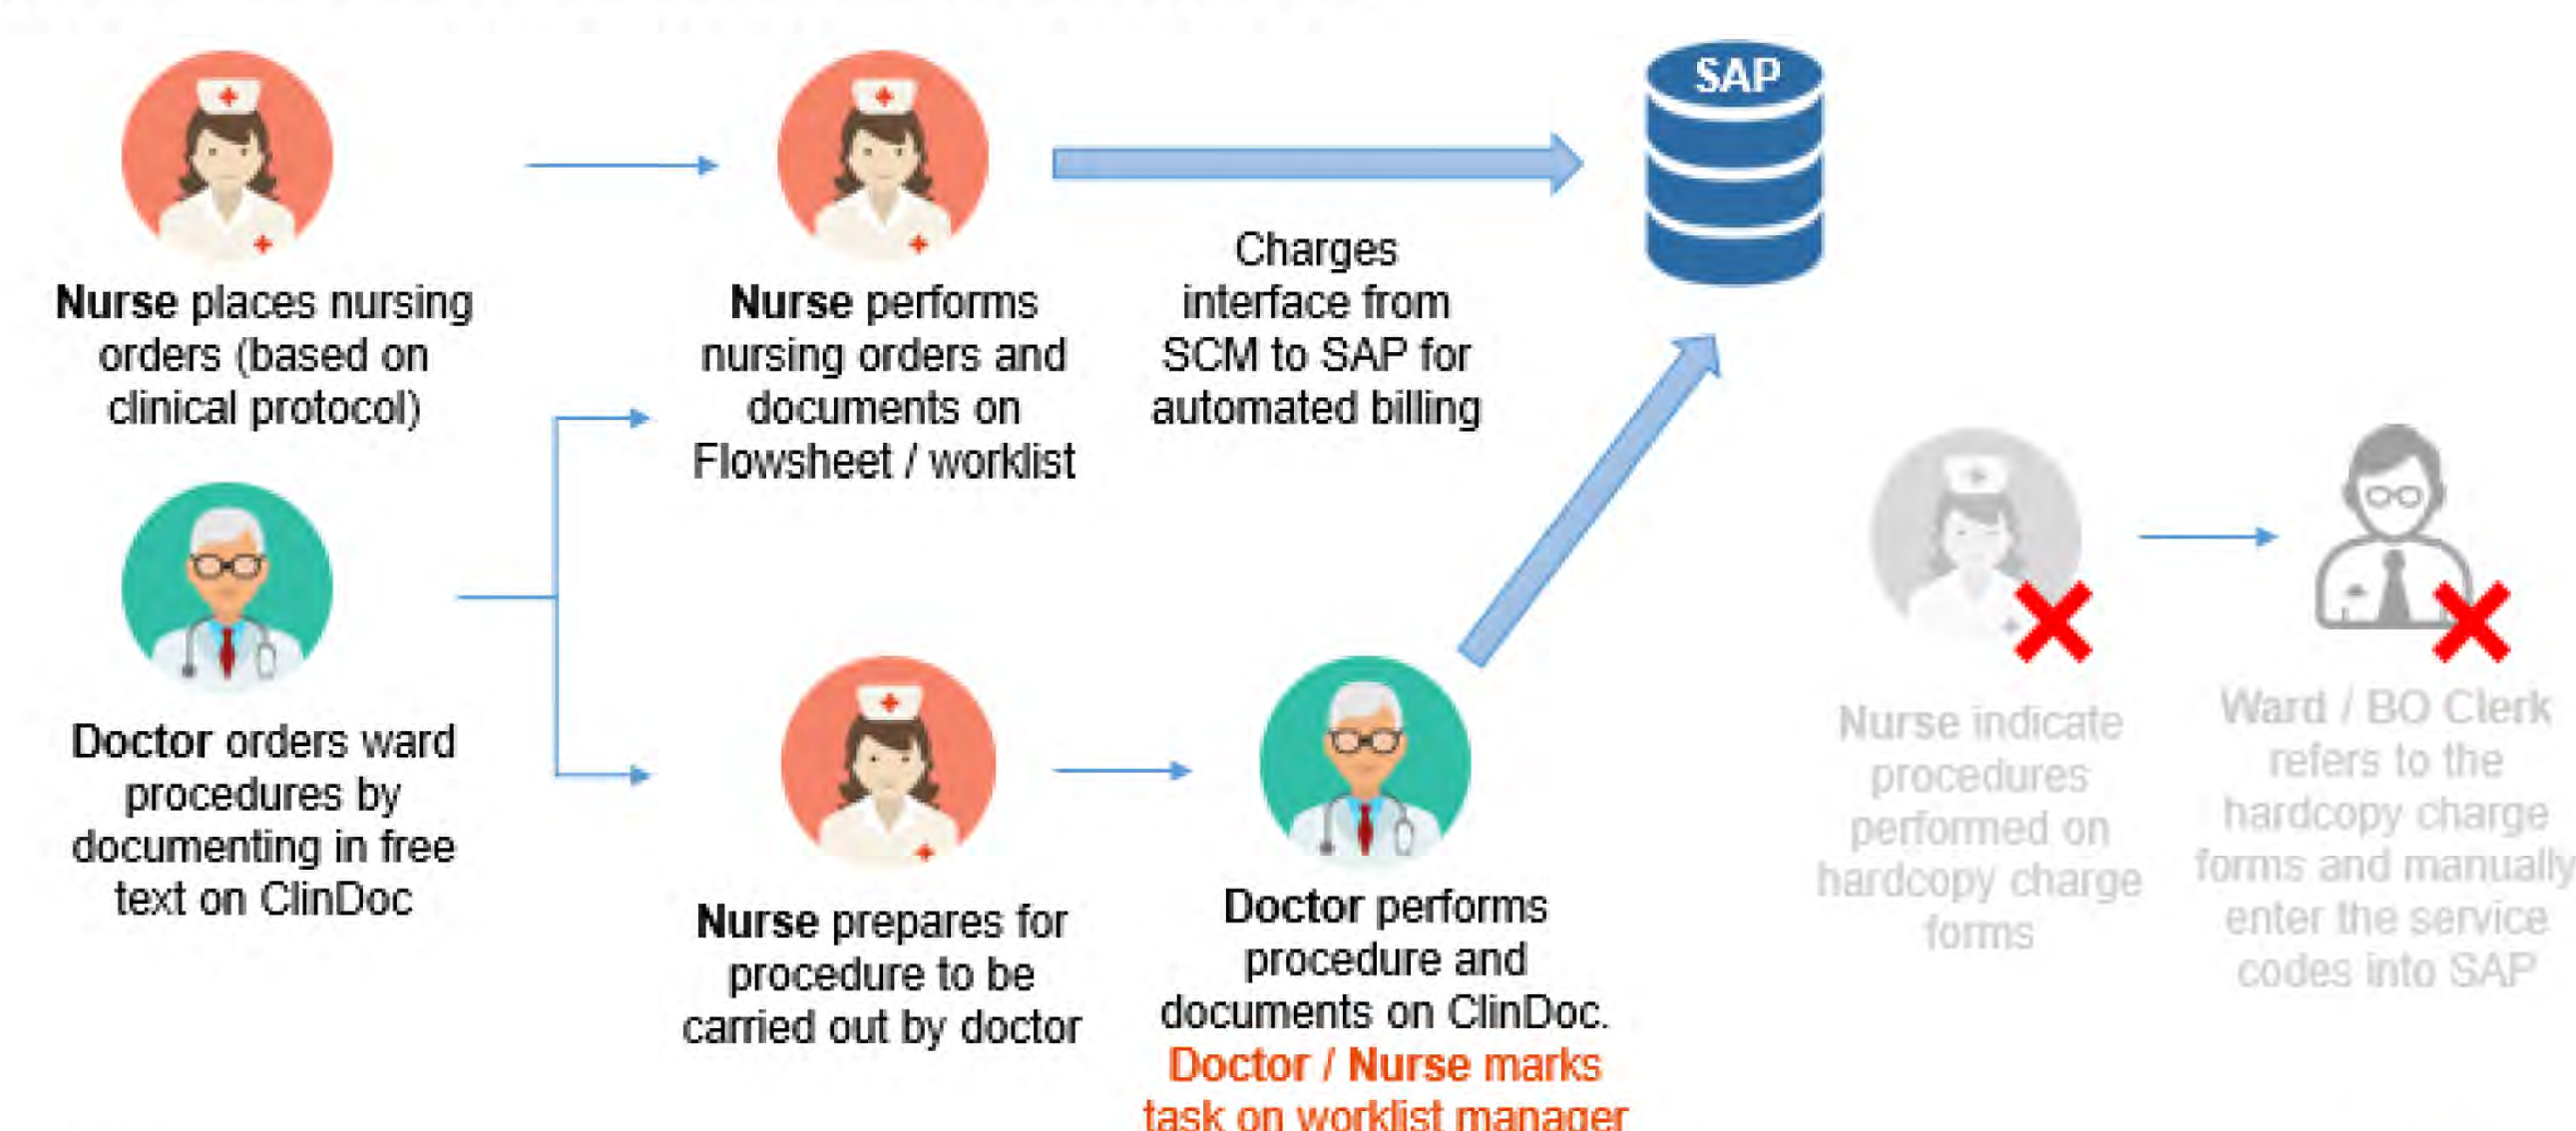 SAP
Nurse places nursing
orders (based on
clinical protocol)
Nurse performs
nursing orders and
documents on
Flowsheet / worklist
Charges
interface from
SCM to SAP for
automated billing
Doctor orders ward
procedures by
documenting in free
text on ClinDoc
Nurse prepares for
procedure to be
carried out by doctor
Doctor performs
procedure and
documents on ClinDoc.
Doctor / Nurse marks
task on worklist manager
Nurse indicate
procedures
performed on
hardcopy charge
forms
Ward / BO Clerk
refers to the
hardcopy charge
forms and manually
enter the service
codes into SAP